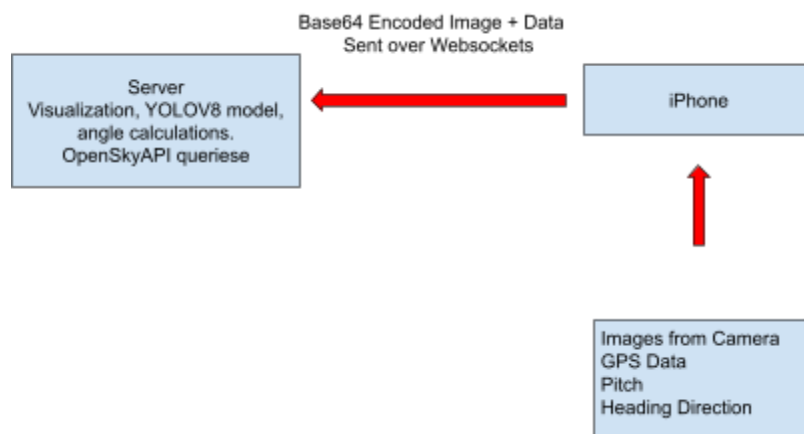 Base64 Encoded Image + Data
Sent over Websockets
Server
Visualization, YOLOV8 model,
angle calculations.
OpenSkyAPI queriese
iPhone
Images from Camera
GPS Data
Pitch
Heading Direction